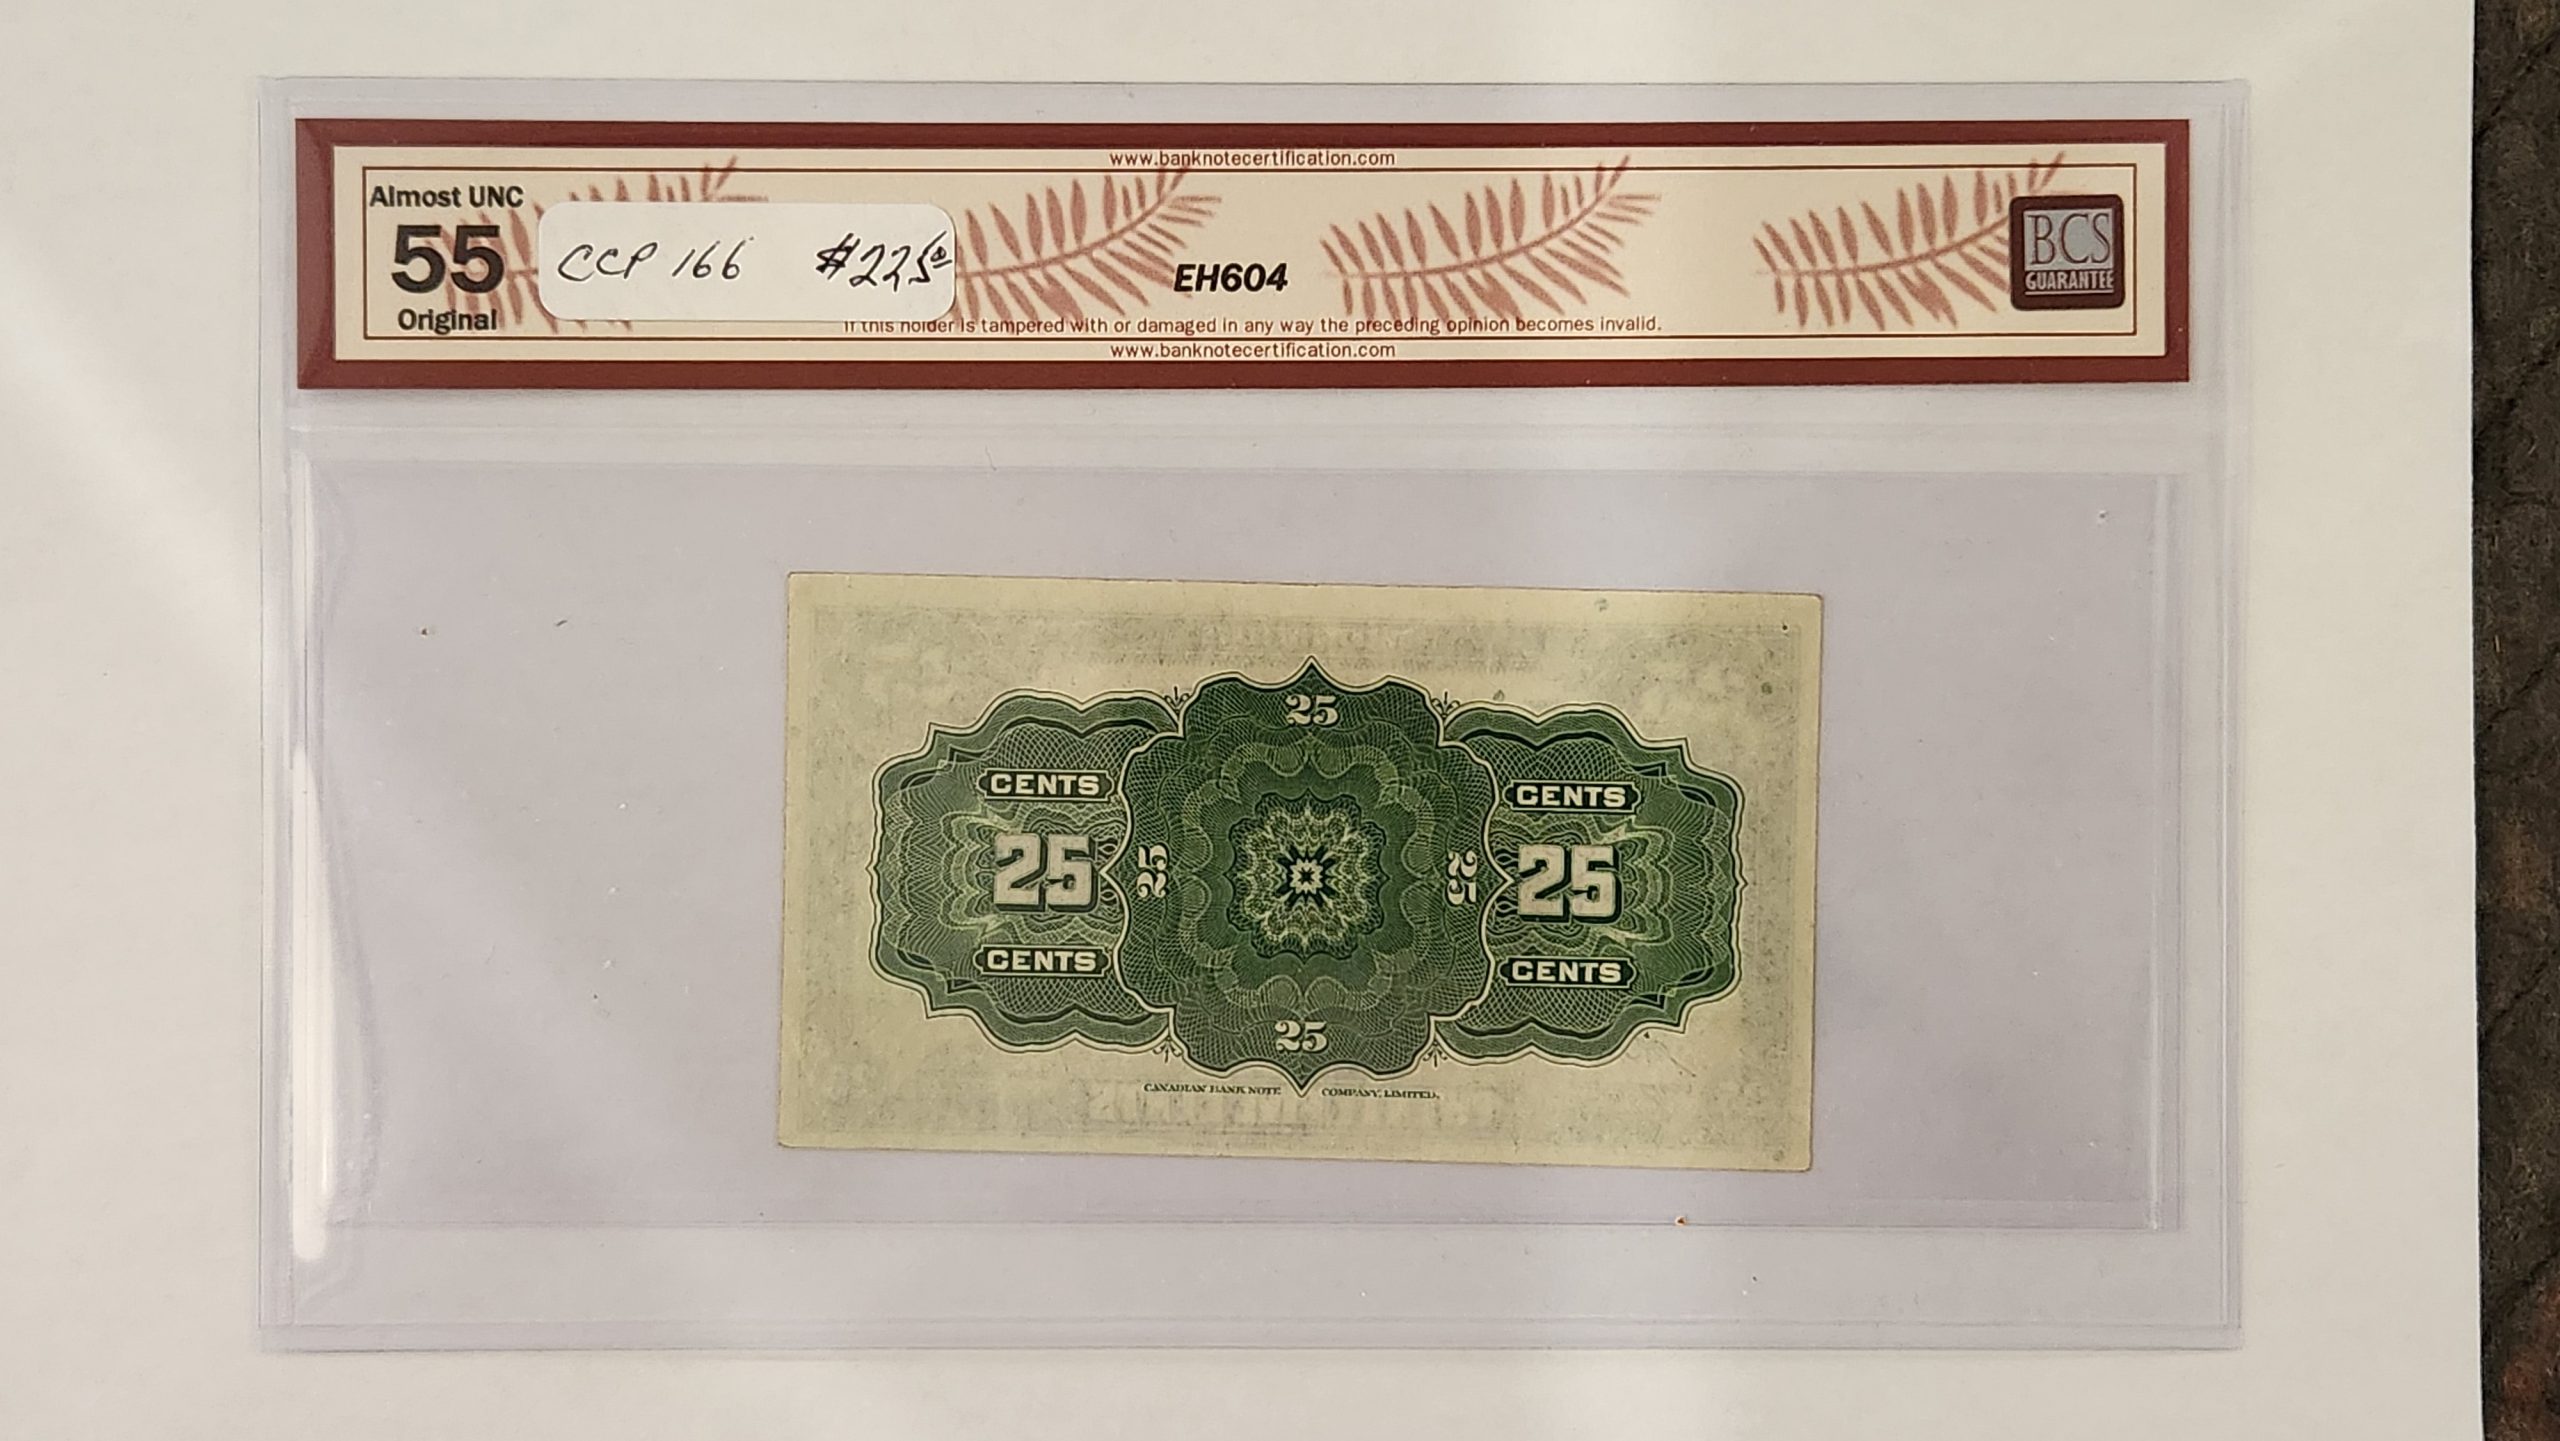 www.banknotecertification.com
Almost UNC
55
Original
CCP 166 $225⁰⁰
EH604
BCS
GUARANTEE
If this holder is tampered with or damaged in any way the preceding opinion becomes invalid.
www.banknotecertification.com
25
CENTS CENTS
25 25 25 25
CENTS CENTS
25
CANADIAN BANK NOTE COMPANY, LIMITED.